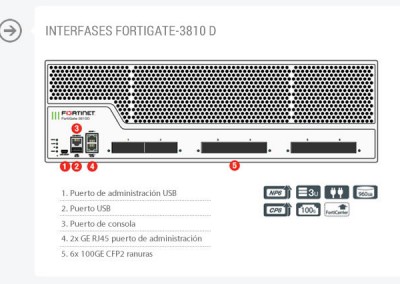 INTERFASES FORTIGATE-3810 D
FORTINET
FortiGate 3810D
3
1 2 4
5
1. Puerto de administración USB
2. Puerto USB
3. Puerto de consola
4. 2x GE RJ45 puerto de administración
5. 6x 100GE CFP2 ranuras
NP6
3U
960GB
CP8
100G
FortiCarrier